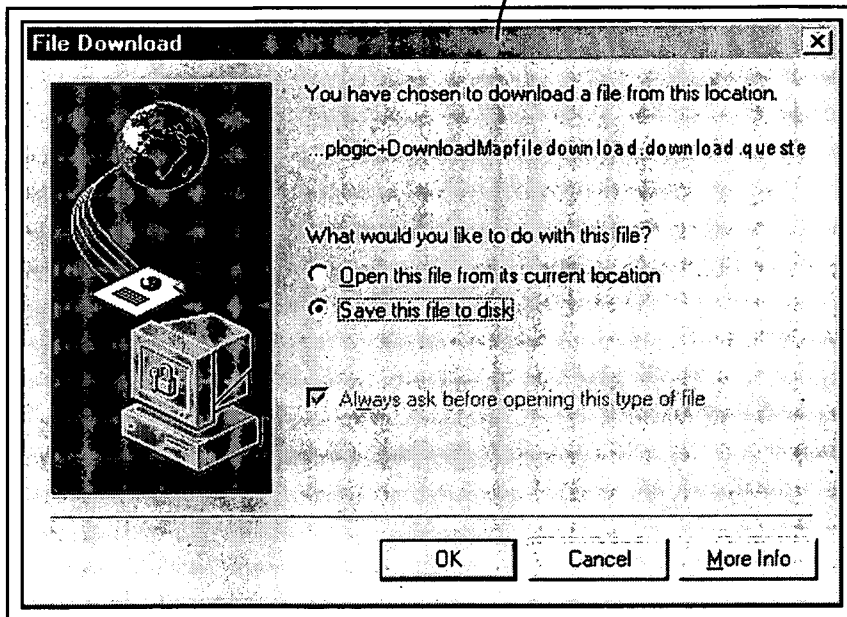 File Download
You have chosen to download a file from this location.
...plogic+DownloadMapfiledownload.download.queste
What would you like to do with this file?
Open this file from its current location
Save this file to disk
Always ask before opening this type of file
OK
Cancel
More Info